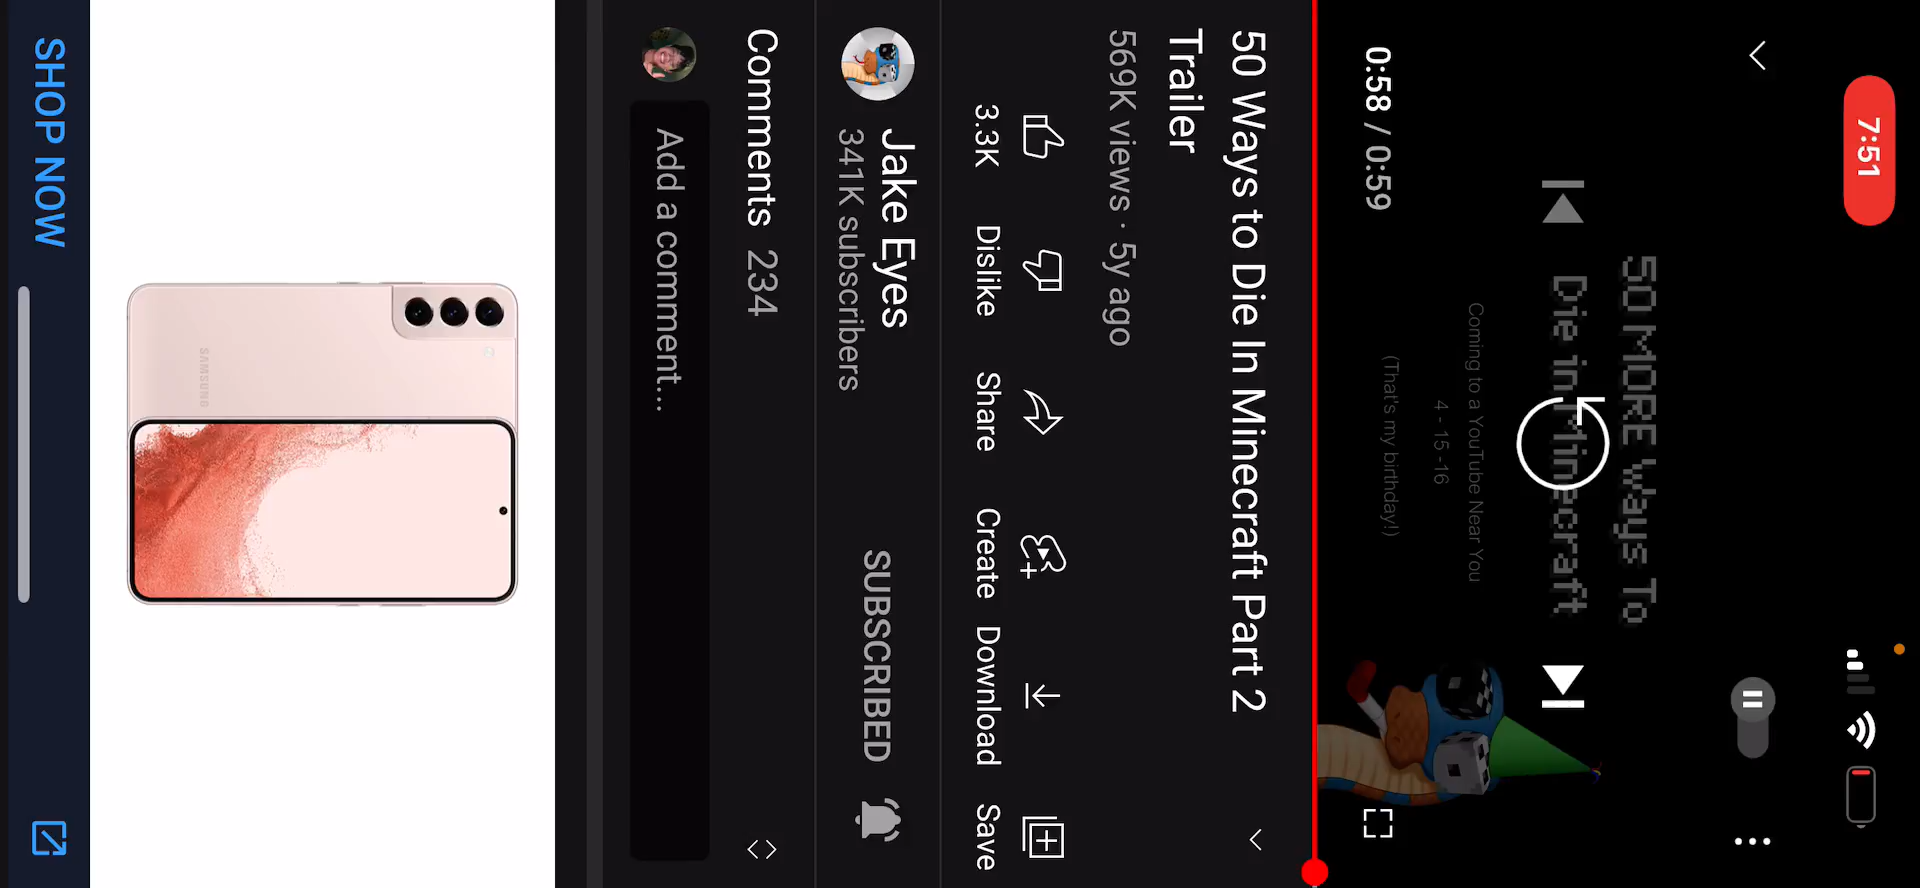 7:51
50 MORE Ways To
Die in Minecraft
Coming to a YouTube Near You
4 - 15 -16
(That's my birthday!)
0:58 / 0:59
50 Ways to Die In Minecraft Part 2
Trailer
569K views · 5y ago
3.3K Dislike Share Create Download Save
Jake Eyes
341K subscribers
SUBSCRIBED
Comments 234
Add a comment...
SAMSUNG
SHOP NOW